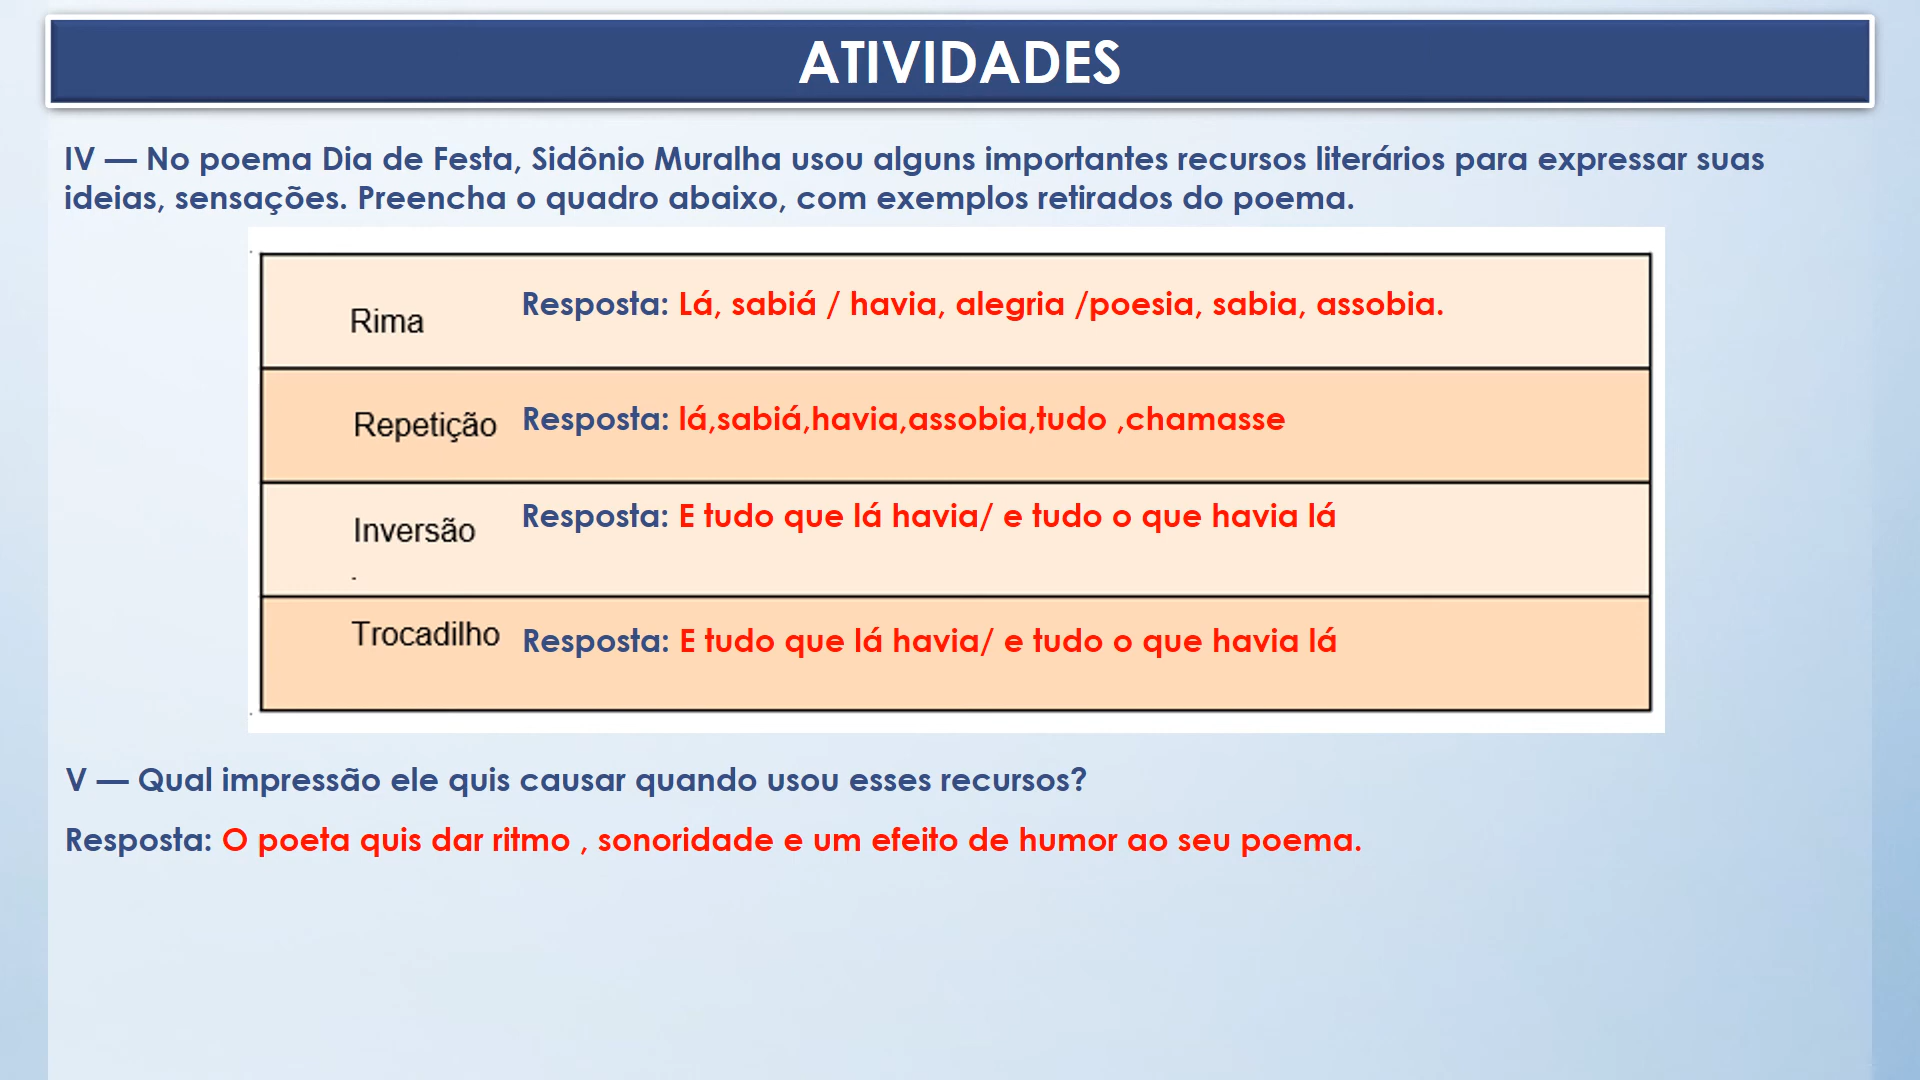 ATIVIDADES
IV — No poema Dia de Festa, Sidônio Muralha usou alguns importantes recursos literários para expressar suas
ideias, sensações. Preencha o quadro abaixo, com exemplos retirados do poema.
Rima Resposta: Lá, sabiá / havia, alegria /poesia, sabia, assobia.
Repetição Resposta: lá,sabiá,havia,assobia,tudo ,chamasse
Inversão Resposta: E tudo que lá havia/ e tudo o que havia lá
Trocadilho Resposta: E tudo que lá havia/ e tudo o que havia lá
V — Qual impressão ele quis causar quando usou esses recursos?
Resposta: O poeta quis dar ritmo , sonoridade e um efeito de humor ao seu poema.